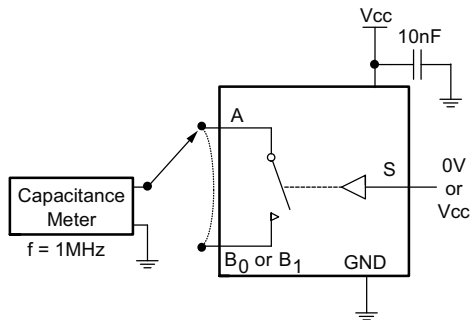 Vcc
10nF
A
S
0V
or
Vcc
Capacitance
Meter
f = 1MHz
B0 or B1
GND